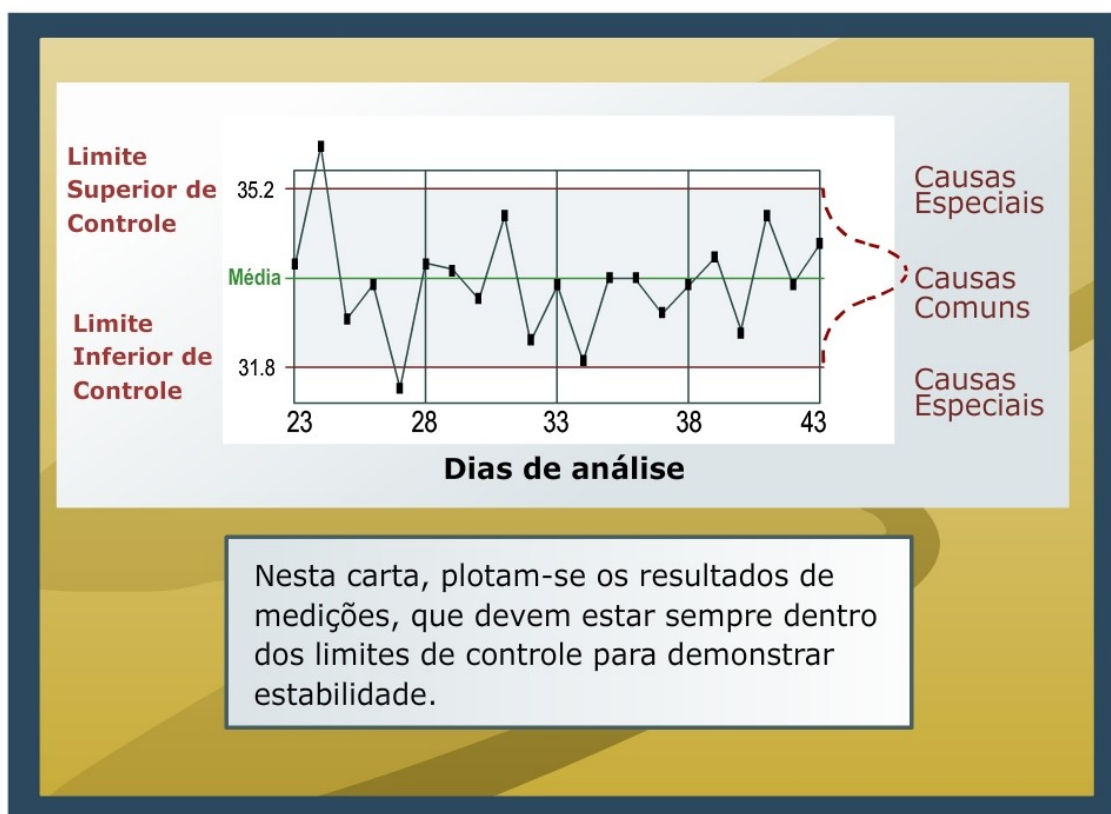 Limite
Superior de
Controle
35.2
Média
Limite
Inferior de
Controle
31.8
23 28 33 38 43
Dias de análise
Causas
Especiais
Causas
Comuns
Causas
Especiais
Nesta carta, plotam-se os resultados de
medições, que devem estar sempre dentro
dos limites de controle para demonstrar
estabilidade.